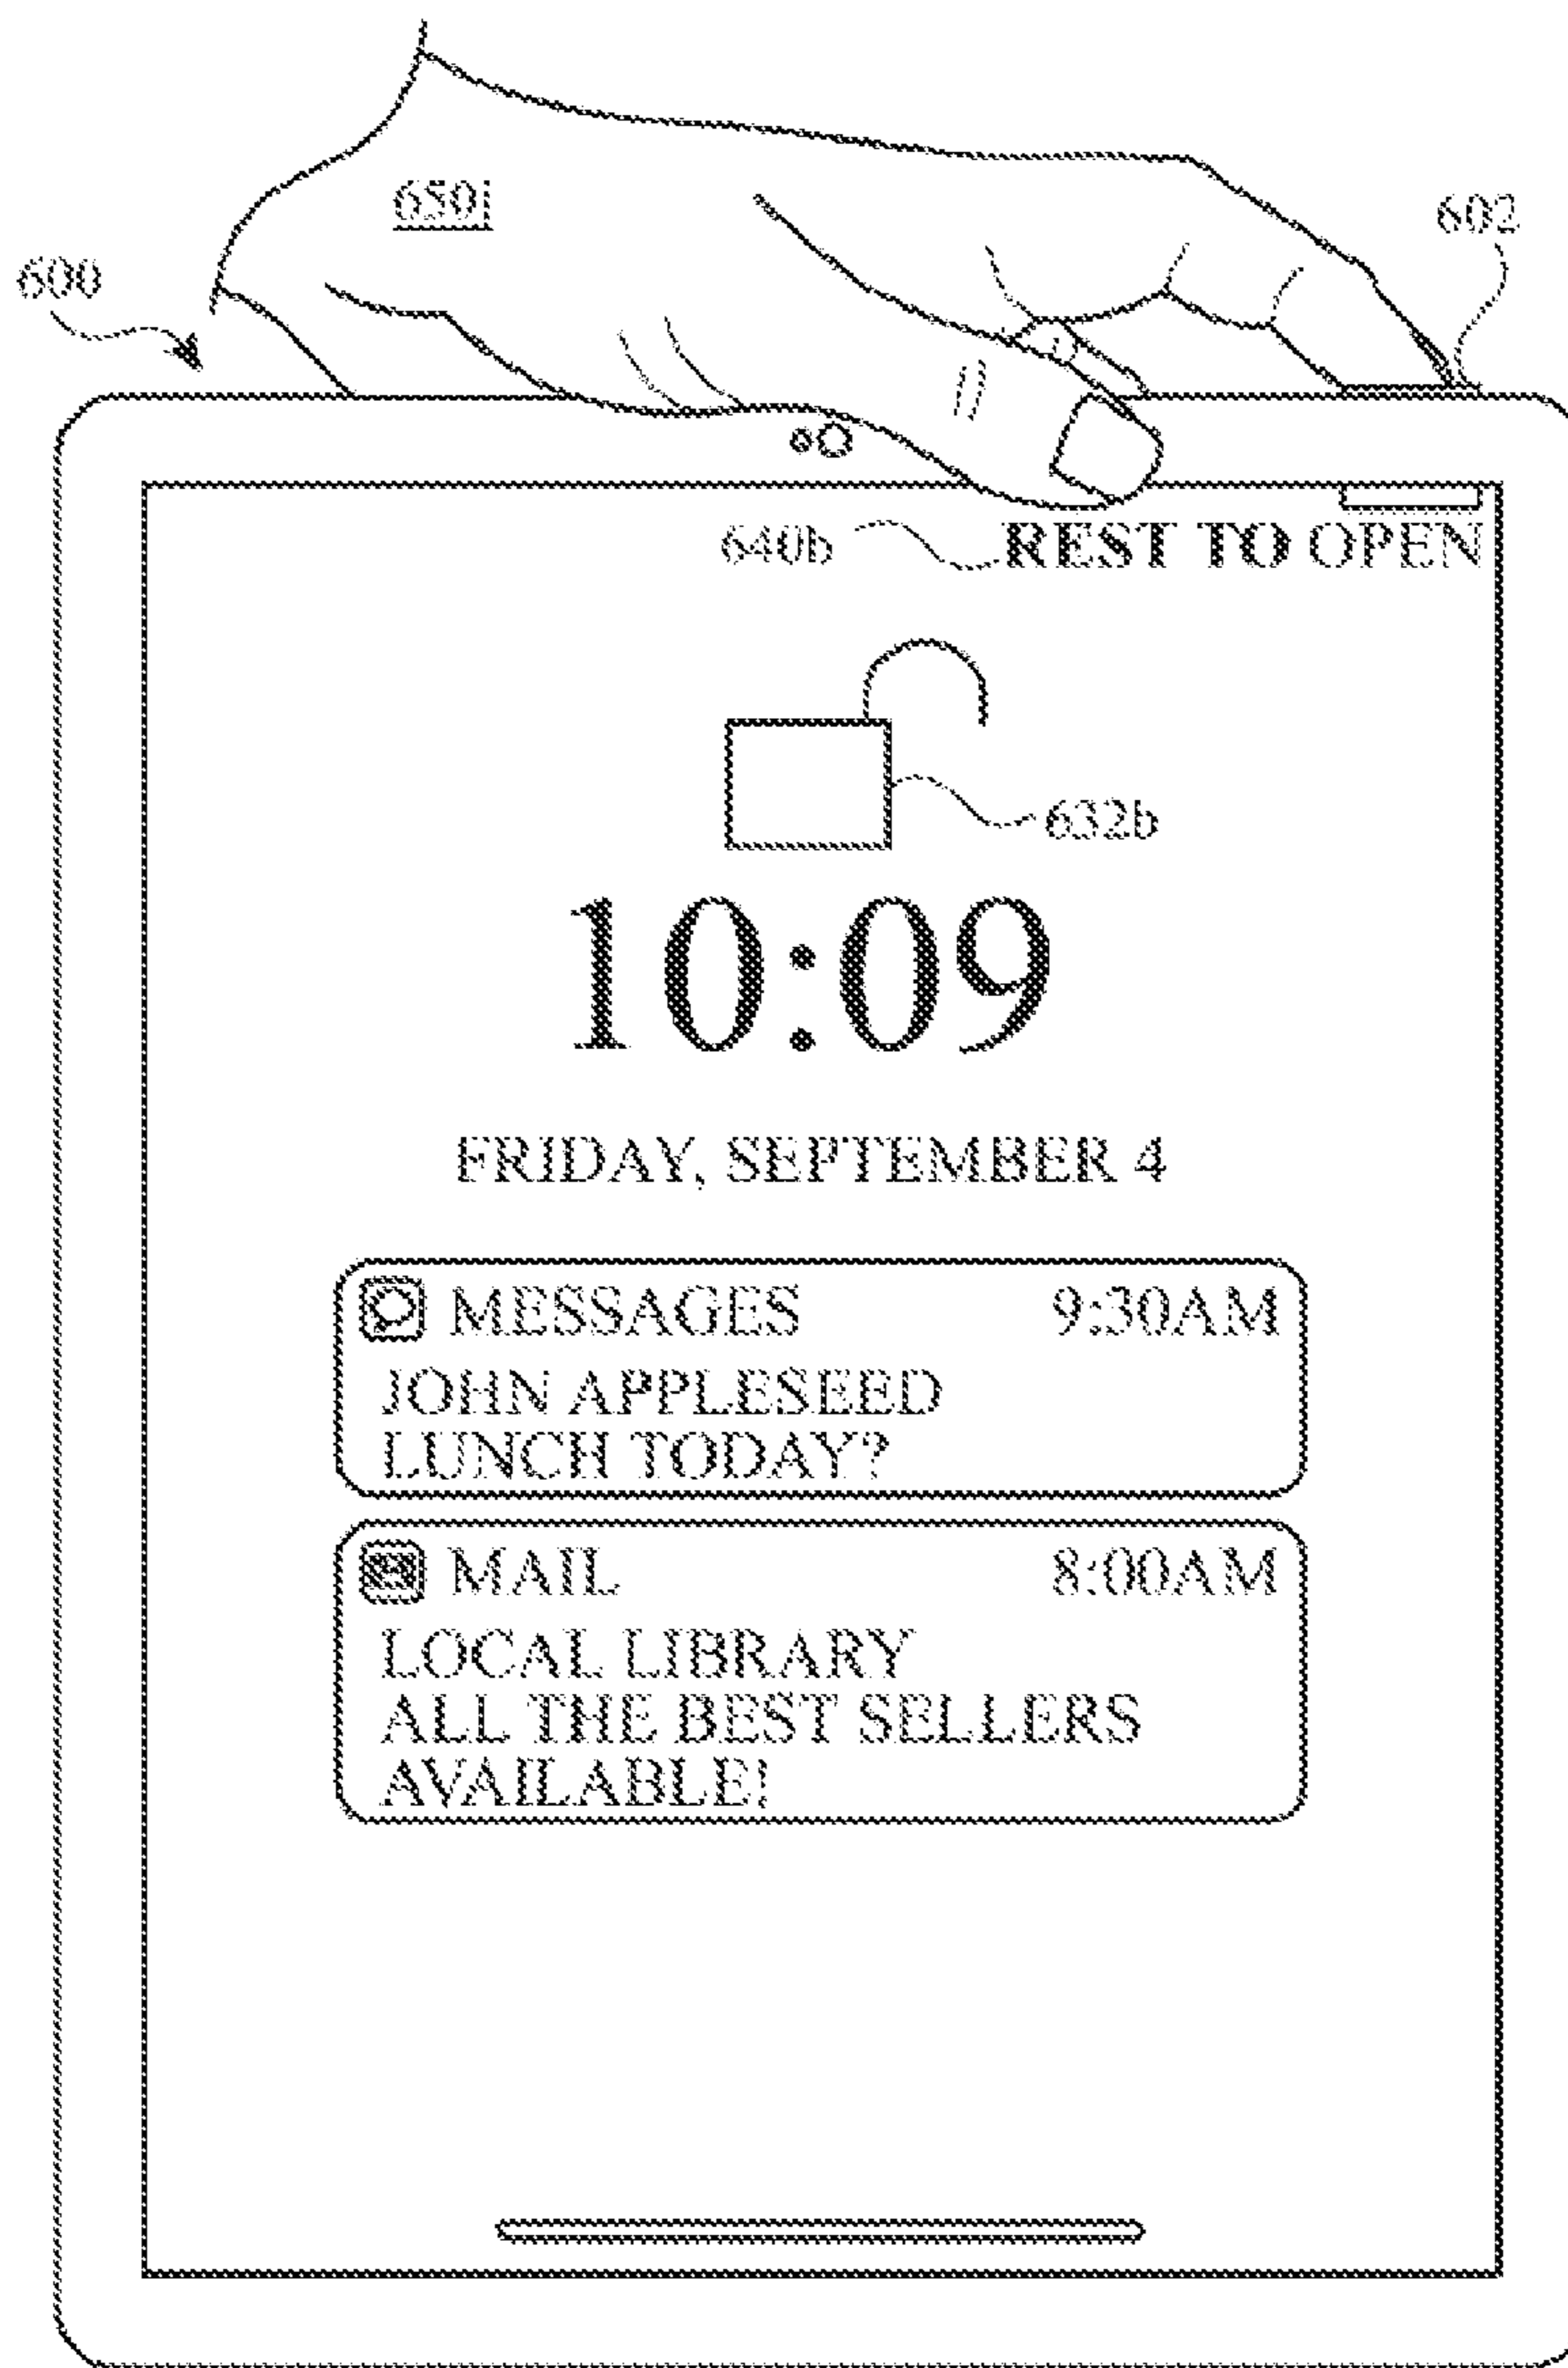 650i
602
600
640b REST TO OPEN
632b
10:09
FRIDAY, SEPTEMBER 4
MESSAGES 9:30AM
JOHN APPLESEED
LUNCH TODAY?
MAIL 8:00AM
LOCAL LIBRARY
ALL THE BEST SELLERS
AVAILABLE!